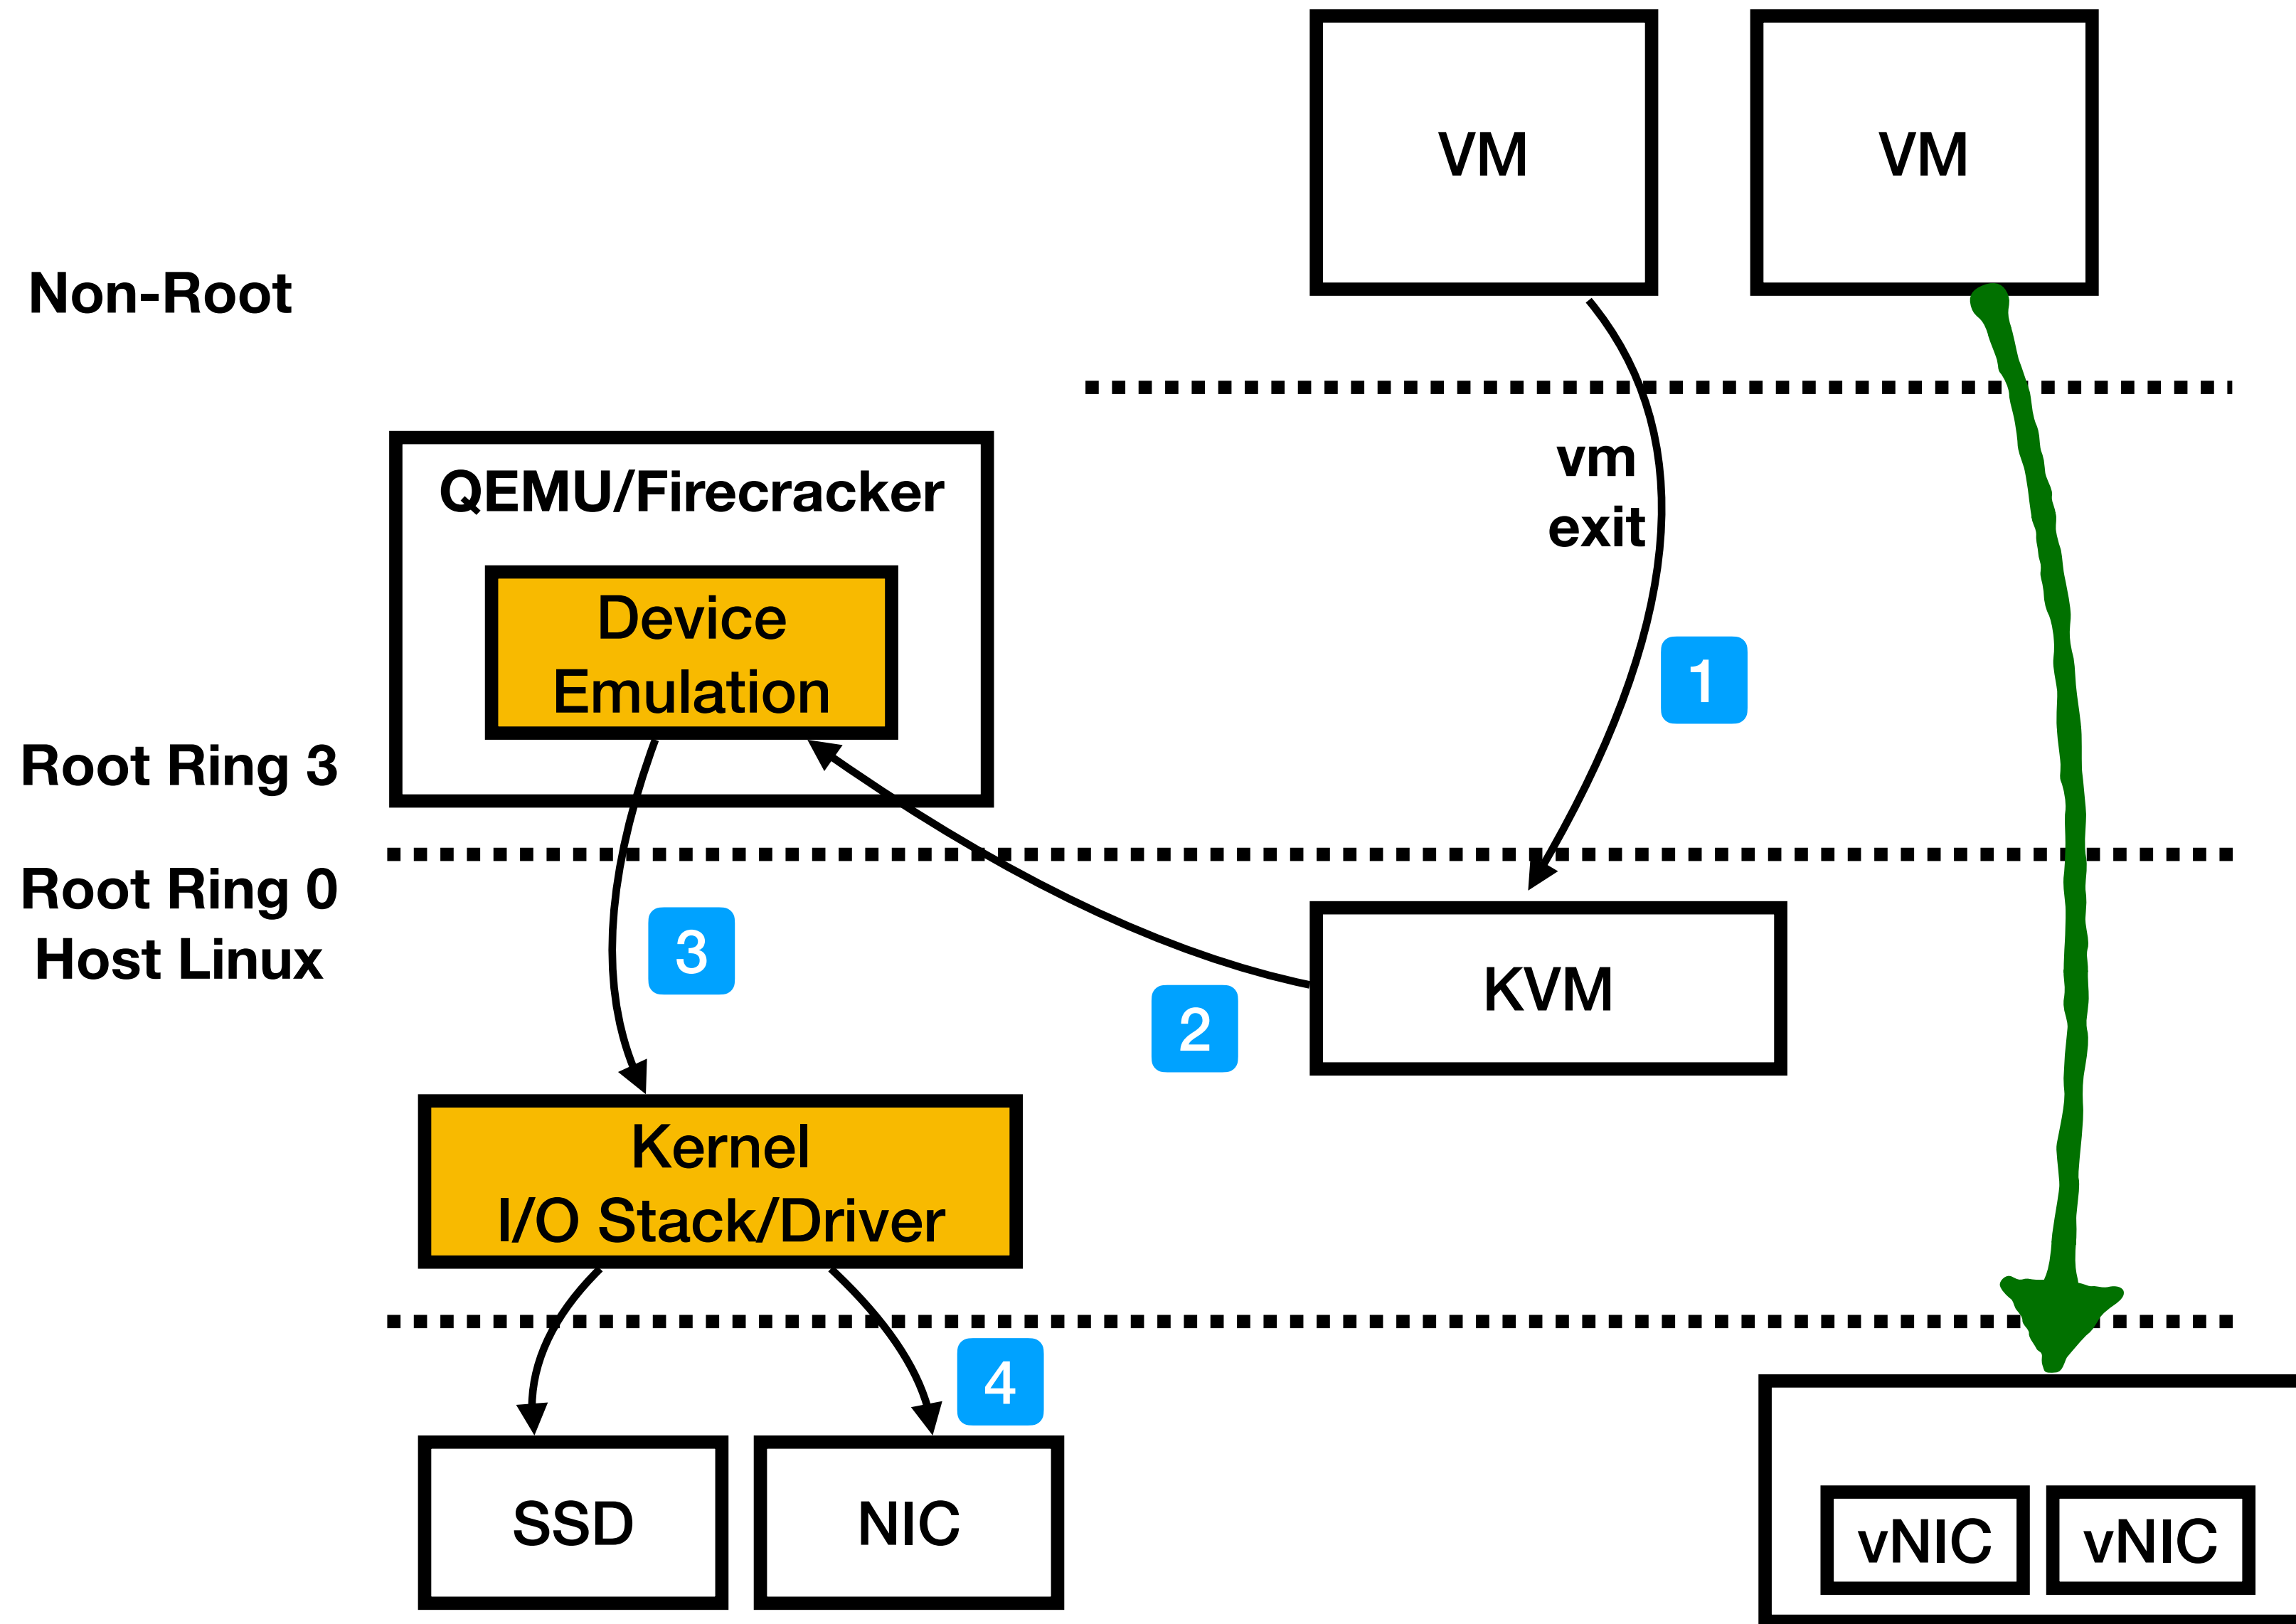 VM
VM
Non-Root
vm
exit
QEMU/Firecracker
Device
Emulation
1
Root Ring 3
Root Ring 0
Host Linux
3
2
KVM
Kernel
I/O Stack/Driver
4
SSD
NIC
vNIC
vNIC